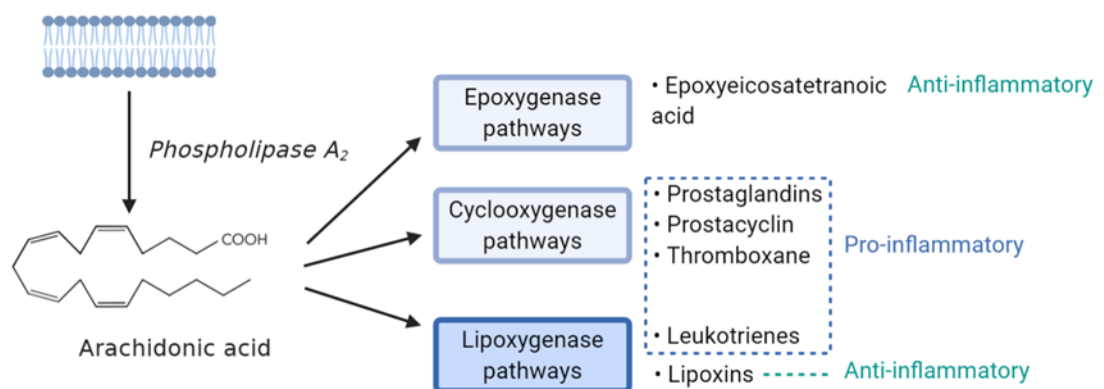 Phospholipase A₂
COOH
Arachidonic acid
Epoxygenase
pathways
• Epoxyeicosatetranoic
acid
Anti-inflammatory
Cyclooxygenase
pathways
• Prostaglandins
• Prostacyclin
• Thromboxane
Pro-inflammatory
Lipoxygenase
pathways
• Leukotrienes
• Lipoxins
Anti-inflammatory